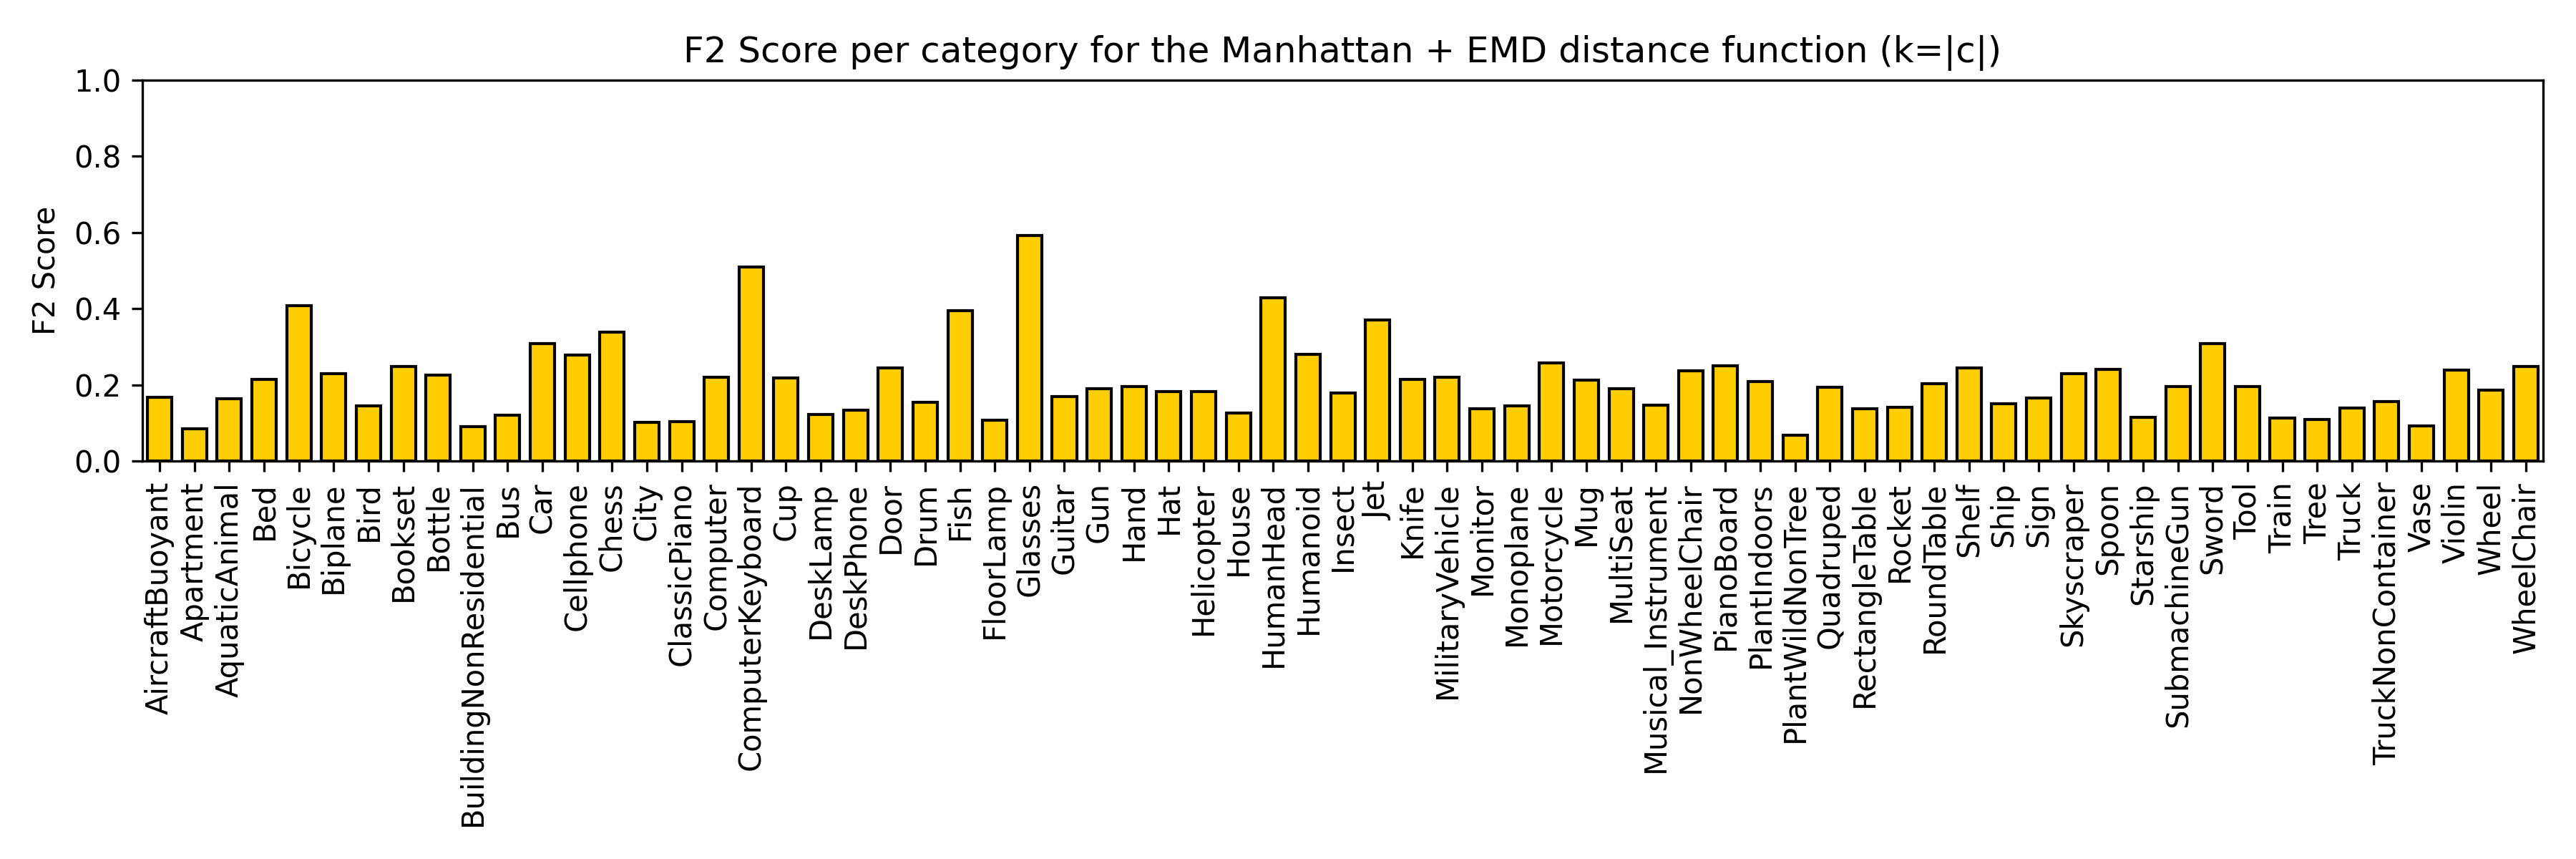 F2 Score per category for the Manhattan + EMD distance function (k=|c|)
F2 Score
1.0
0.8
0.6
0.4
0.2
0.0
AircraftBuoyant
Apartment
AquaticAnimal
Bed
Bicycle
Biplane
Bird
Bookset
Bottle
BuildingNonResidential
Bus
Car
Cellphone
Chess
City
ClassicPiano
Computer
ComputerKeyboard
Cup
DeskLamp
DeskPhone
Door
Drum
Fish
FloorLamp
Glasses
Guitar
Gun
Hand
Hat
Helicopter
House
HumanHead
Humanoid
Insect
Jet
Knife
MilitaryVehicle
Monitor
Monoplane
Motorcycle
Mug
MultiSeat
Musical_Instrument
NonWheelChair
PianoBoard
PlantIndoors
PlantWildNonTree
Quadruped
RectangleTable
Rocket
RoundTable
Shelf
Ship
Sign
Skyscraper
Spoon
Starship
SubmachineGun
Sword
Tool
Train
Tree
Truck
TruckNonContainer
Vase
Violin
Wheel
WheelChair